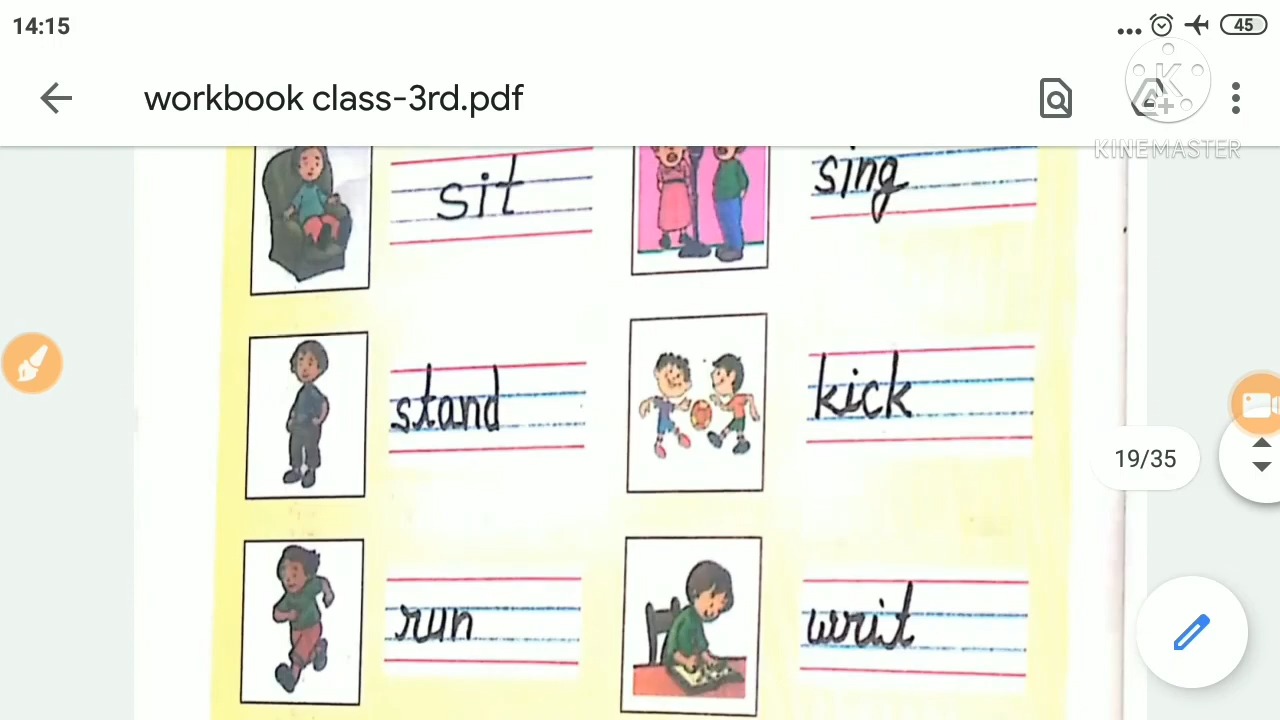 14:15
45
workbook class-3rd.pdf
KINEMASTER
sit
sing
stand
kick
19/35
run
writ